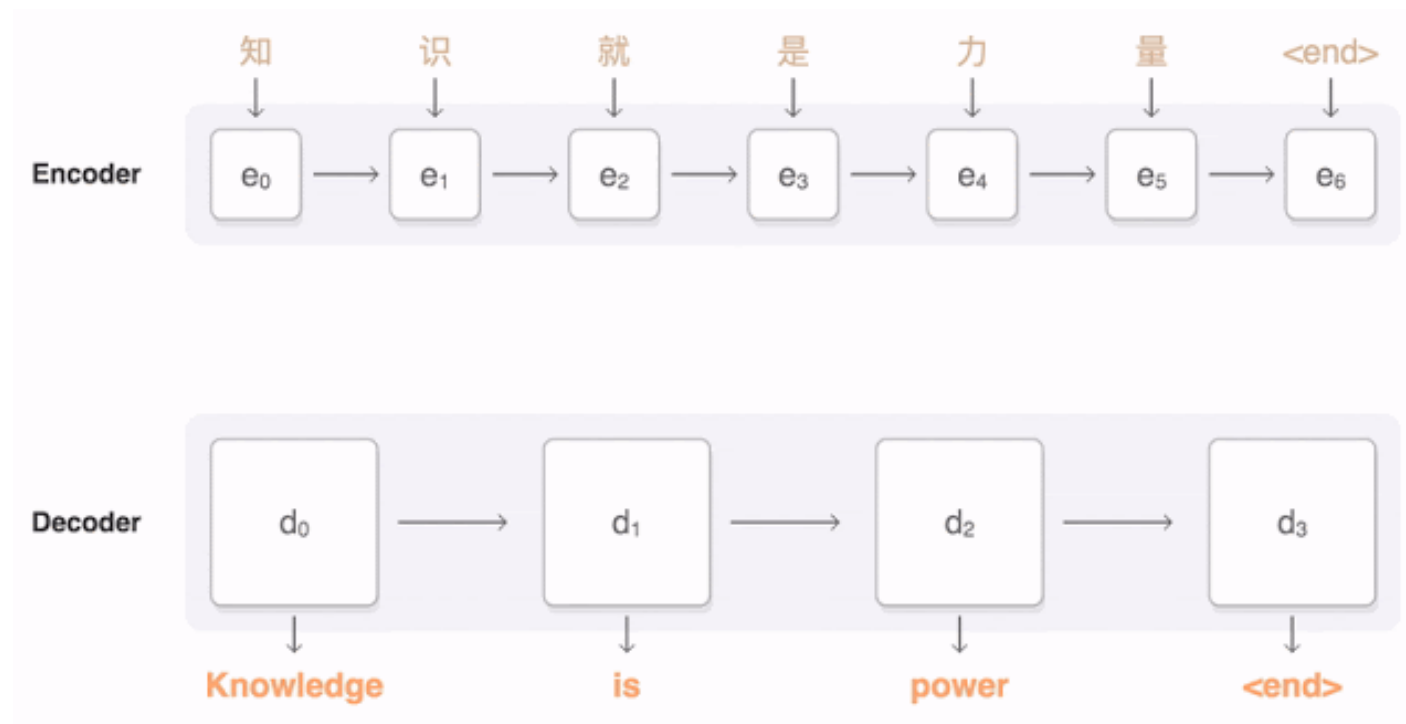 知 识 就 是 力 量 <end>
Encoder e₀ e₁ e₂ e₃ e₄ e₅ e₆
Decoder d₀ d₁ d₂ d₃
Knowledge is power <end>